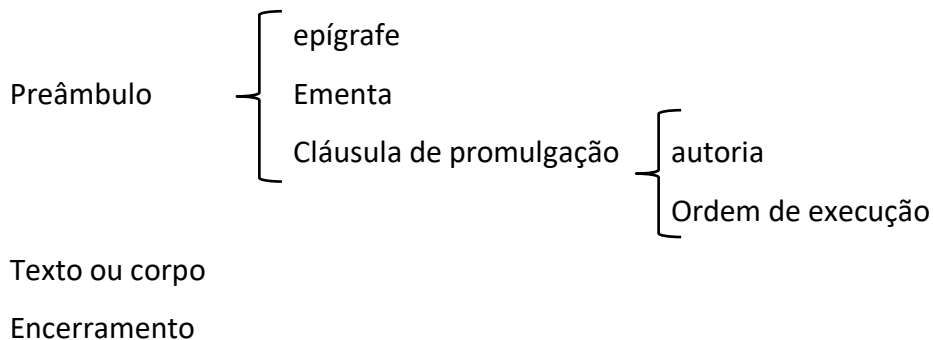 epígrafe
Preâmbulo Ementa
Cláusula de promulgação autoria
Ordem de execução
Texto ou corpo
Encerramento